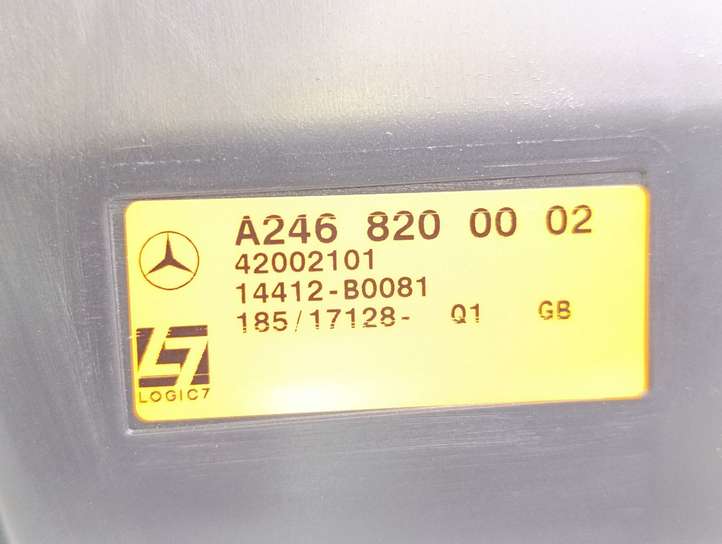 A246 820 00 02
42002101
14412-B0081
185/17128- Q1 GB
LOGIC7